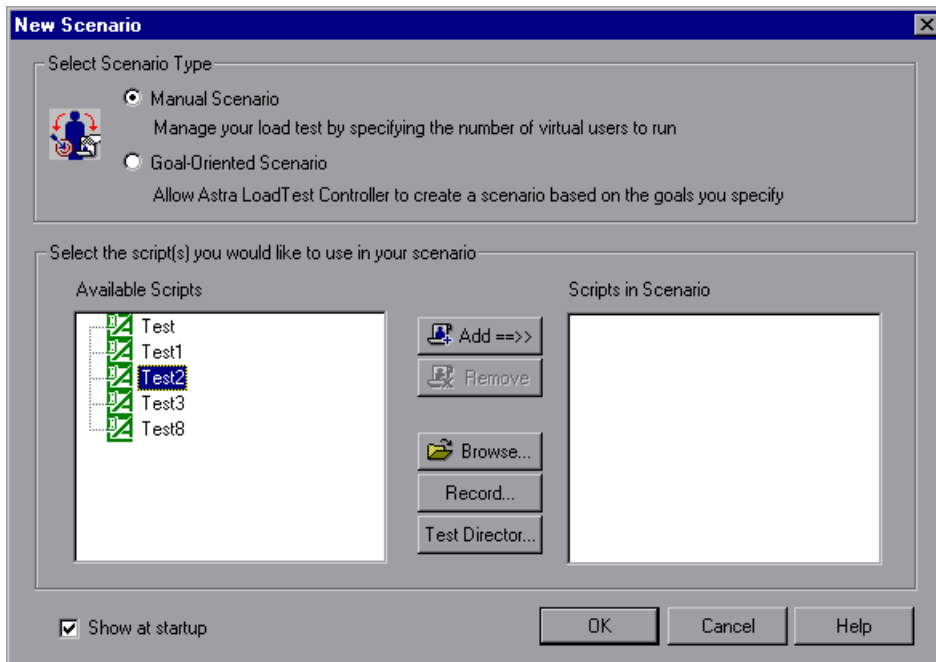 New Scenario
Select Scenario Type
Manual Scenario
Manage your load test by specifying the number of virtual users to run
Goal-Oriented Scenario
Allow Astra LoadTest Controller to create a scenario based on the goals you specify
Select the script(s) you would like to use in your scenario
Available Scripts
Scripts in Scenario
Test
Test1
Test2
Test3
Test8
Add ==>>
Remove
Browse...
Record...
Test Director...
Show at startup
OK
Cancel
Help